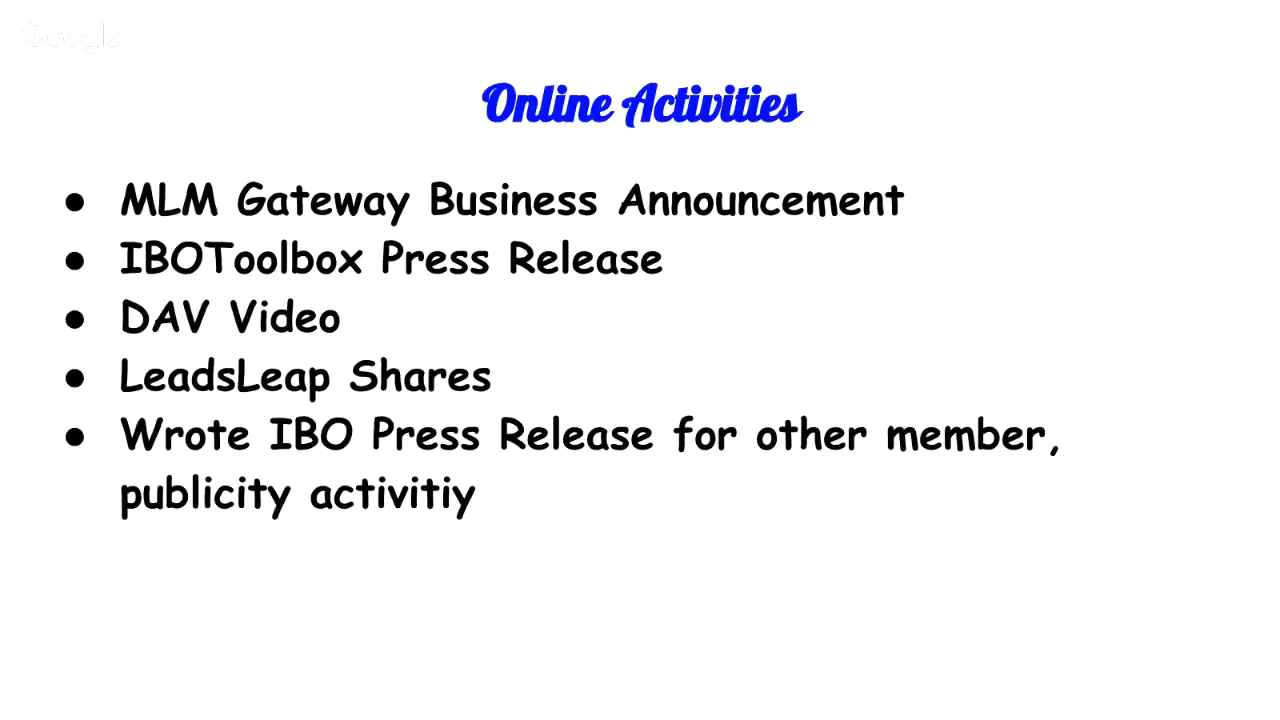 Google
Online Activities
● MLM Gateway Business Announcement
● IBOToolbox Press Release
● DAV Video
● LeadsLeap Shares
● Wrote IBO Press Release for other member,
publicity activitiy